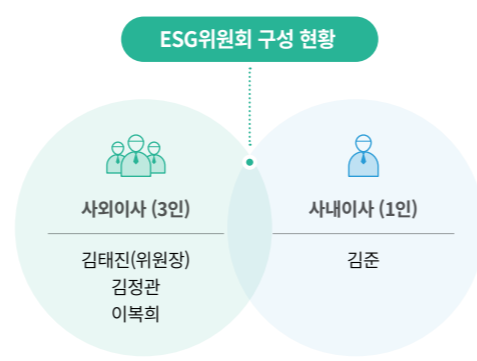 ESG위원회 구성 현황
사외이사 (3인)
김태진(위원장)
김정관
이복희
사내이사 (1인)
김준